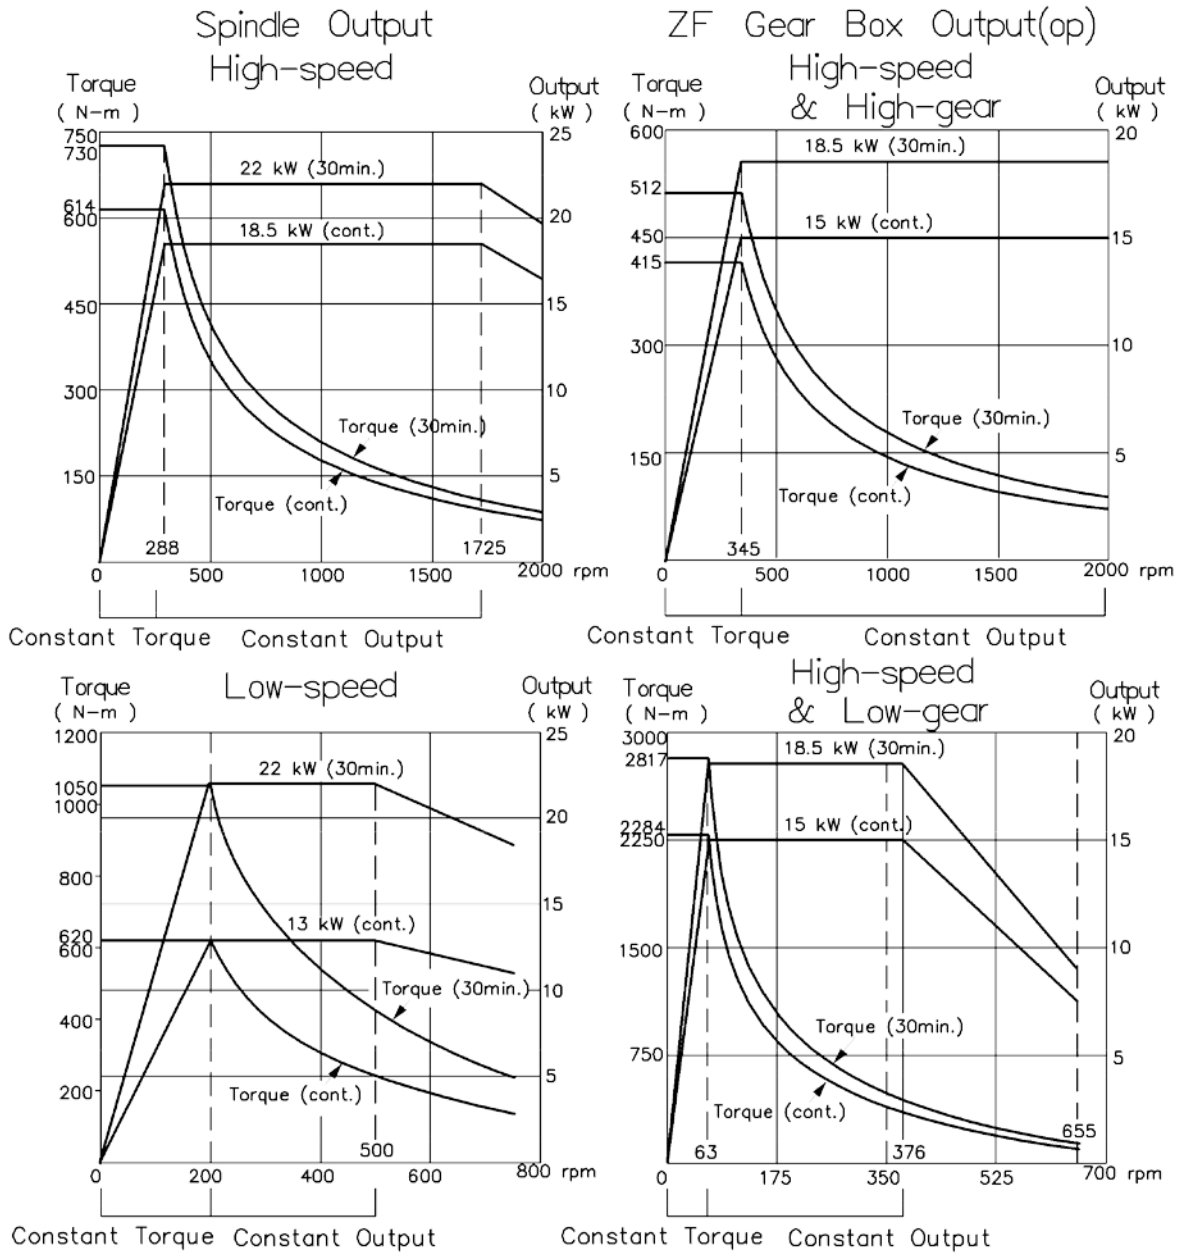 Spindle Output
High-speed
Torque
( N-m )
Output
( kW )
750
730
614
600
450
300
150
25
20
15
10
5
22 kW (30min.)
18.5 kW (cont.)
Torque (30min.)
Torque (cont.)
288
1725
0
500
1000
1500
2000 rpm
Constant Torque
Constant Output
ZF Gear Box Output(op)
High-speed
& High-gear
Torque
( N-m )
Output
( kW )
600
512
450
415
300
150
20
15
10
5
18.5 kW (30min.)
15 kW (cont.)
Torque (30min.)
Torque (cont.)
345
0
500
1000
1500
2000 rpm
Constant Torque
Constant Output
Low-speed
Torque
( N-m )
Output
( kW )
1200
1050
1000
800
620
600
400
200
25
20
15
10
5
22 kW (30min.)
13 kW (cont.)
Torque (30min.)
Torque (cont.)
500
0
200
400
600
800 rpm
Constant Torque
Constant Output
High-speed
& Low-gear
Torque
( N-m )
Output
( kW )
3000
2817
2284
2250
1500
750
20
15
10
5
18.5 kW (30min.)
15 kW (cont.)
Torque (30min.)
Torque (cont.)
63
376
655
0
175
350
525
700 rpm
Constant Torque
Constant Output